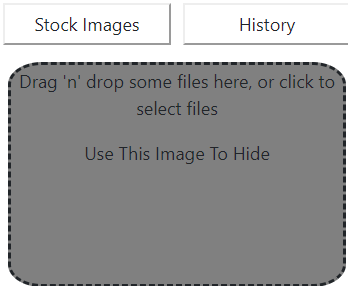 Stock Images
History
Drag 'n' drop some files here, or click to
select files
Use This Image To Hide